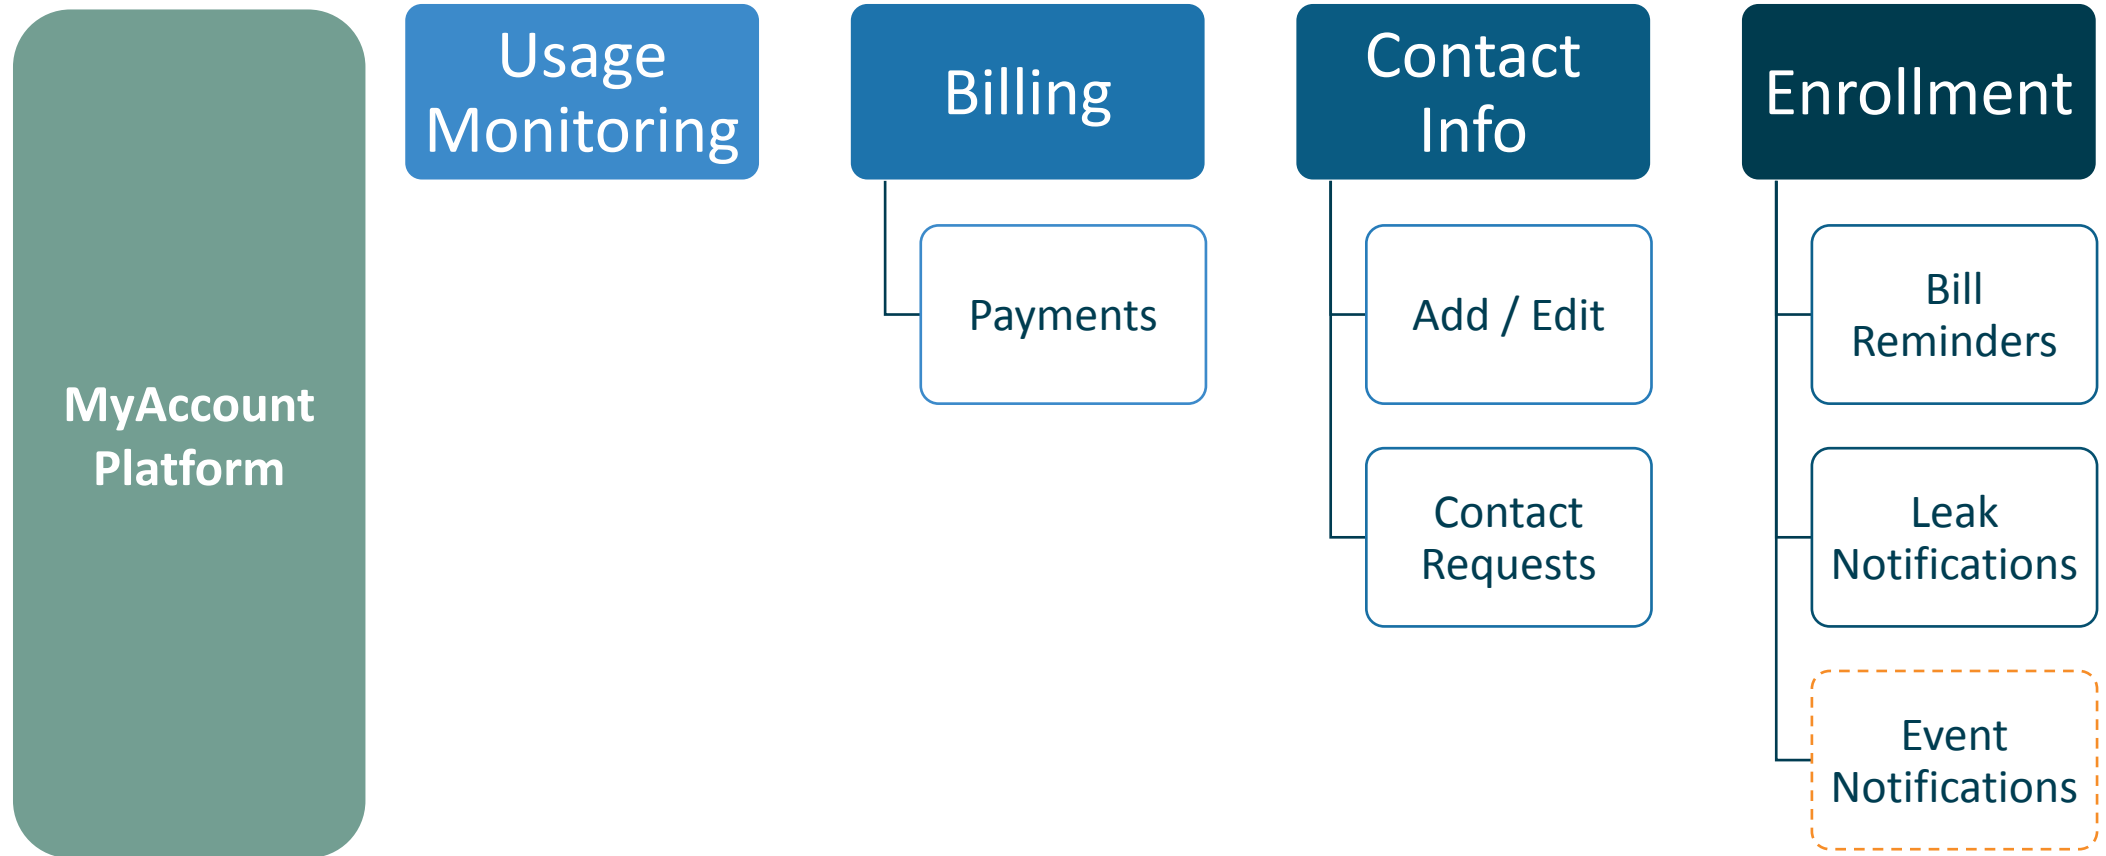 MyAccount
Platform
Usage
Monitoring
Billing
Payments
Contact
Info
Add / Edit
Contact
Requests
Enrollment
Bill
Reminders
Leak
Notifications
Event
Notifications